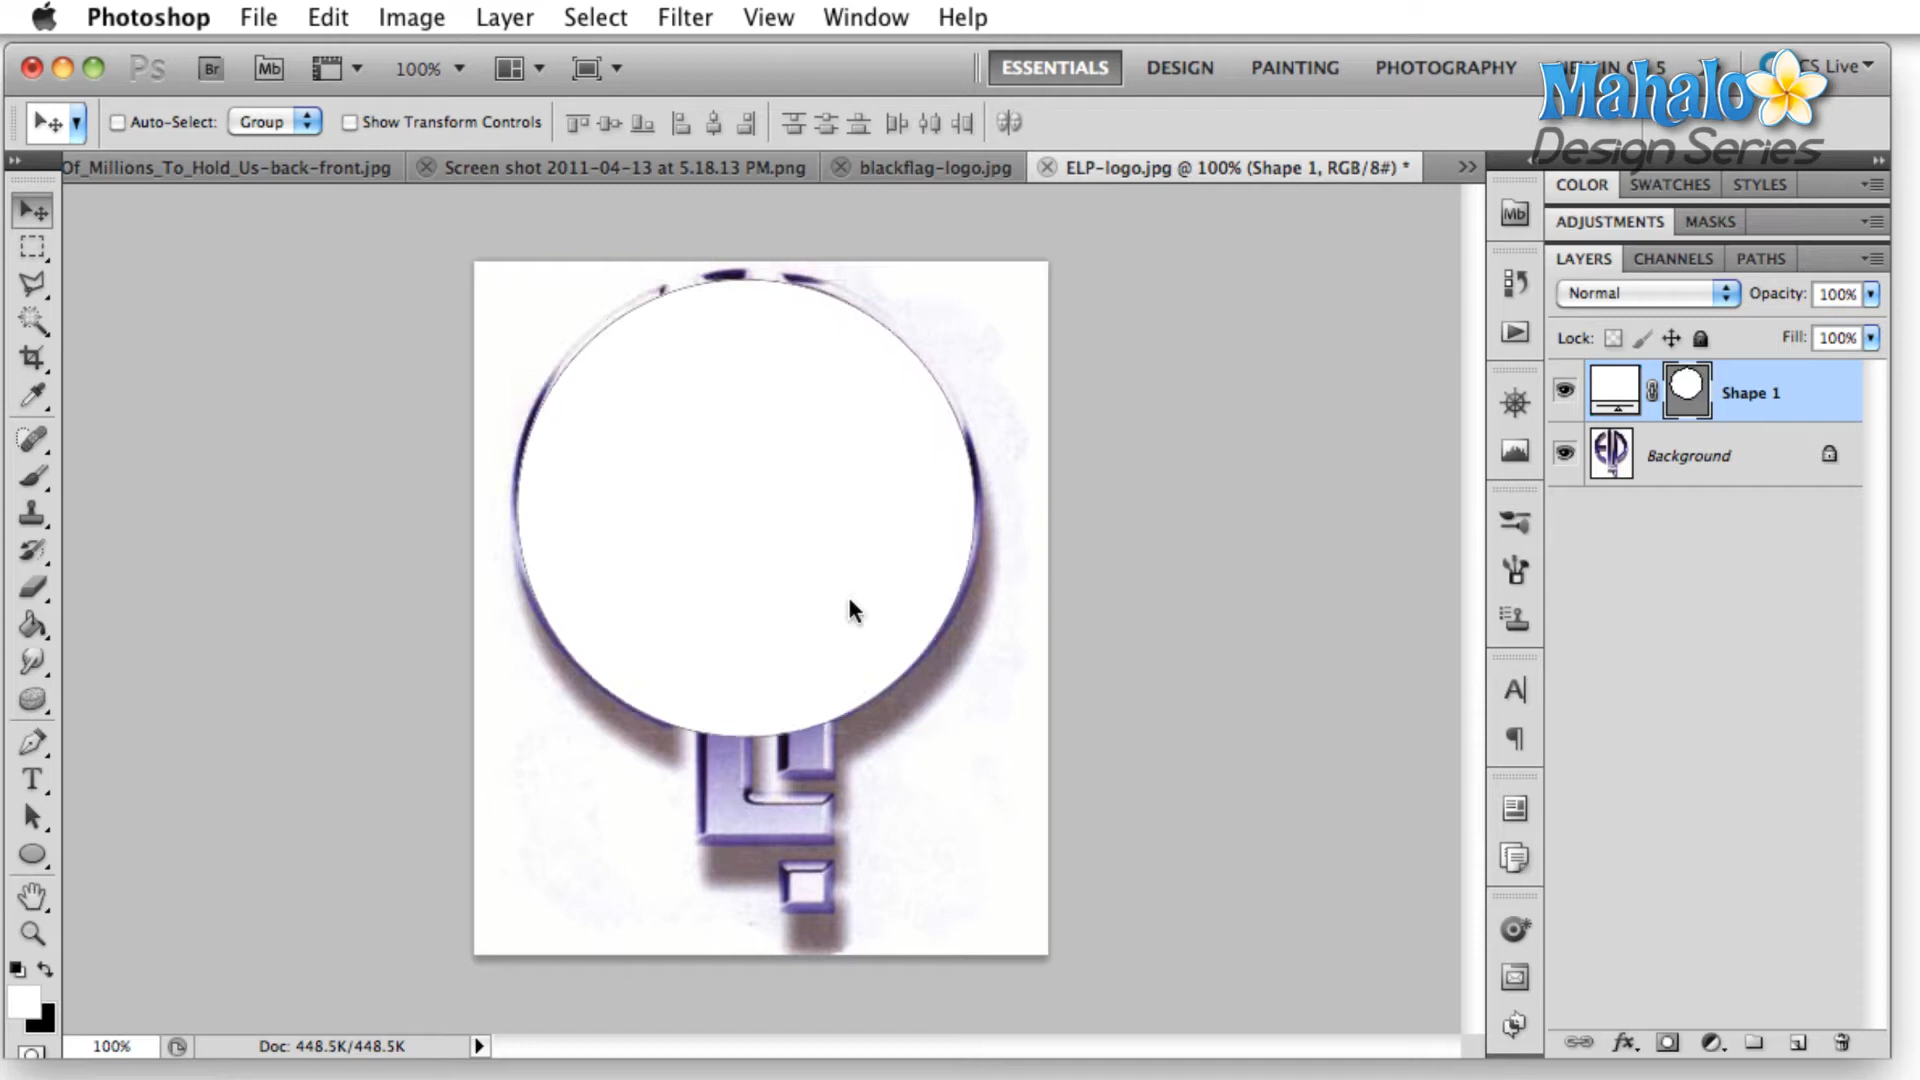 Photoshop File Edit Image Layer Select Filter View Window Help
Ps Br Mb 100% ESSENTIALS DESIGN PAINTING PHOTOGRAPHY CS Live
Mahalo
Design Series
Auto-Select: Group Show Transform Controls
Of_Millions_To_Hold_Us-back-front.jpg Screen shot 2011-04-13 at 5.18.13 PM.png blackflag-logo.jpg ELP-logo.jpg @ 100% (Shape 1, RGB/8#) *
COLOR SWATCHES STYLES
Mb
ADJUSTMENTS MASKS
LAYERS CHANNELS PATHS
Normal Opacity: 100%
Lock: Fill: 100%
Shape 1
Background
100% Doc: 448.5K/448.5K